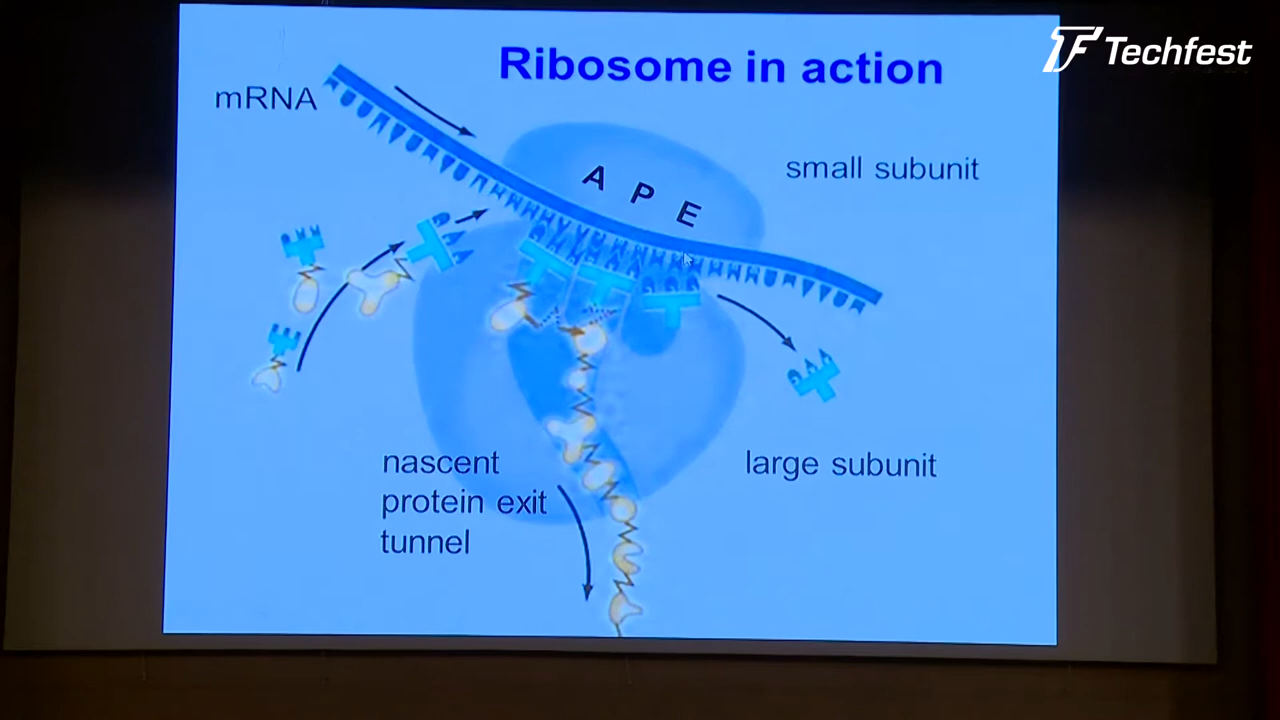 Techfest
Ribosome in action
mRNA
small subunit
A P E
nascent
protein exit
tunnel
large subunit